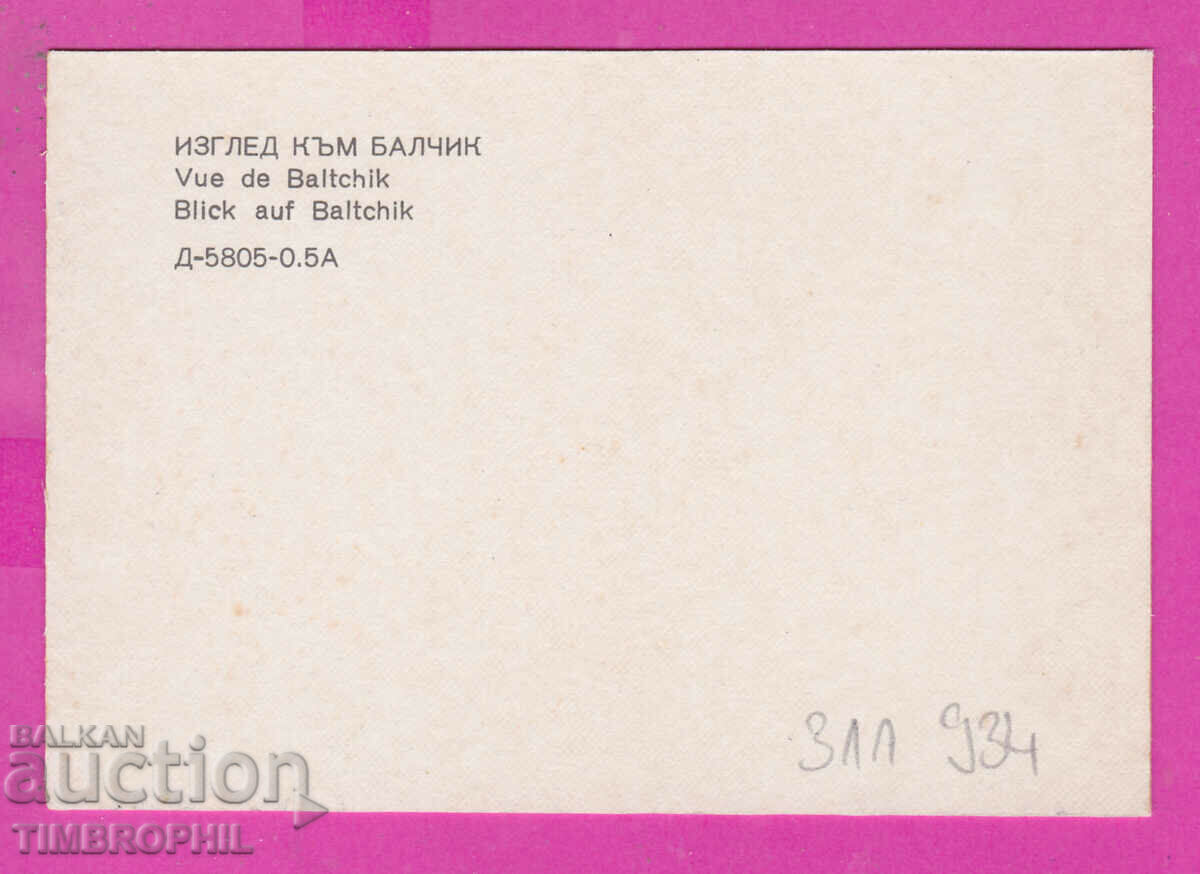 ИЗГЛЕД КЪМ БАЛЧИК
Vue de Baltchik
Blick auf Baltchik
Д-5805-0.5А
311 934
BALKAN
auction
TIMBROPHIL